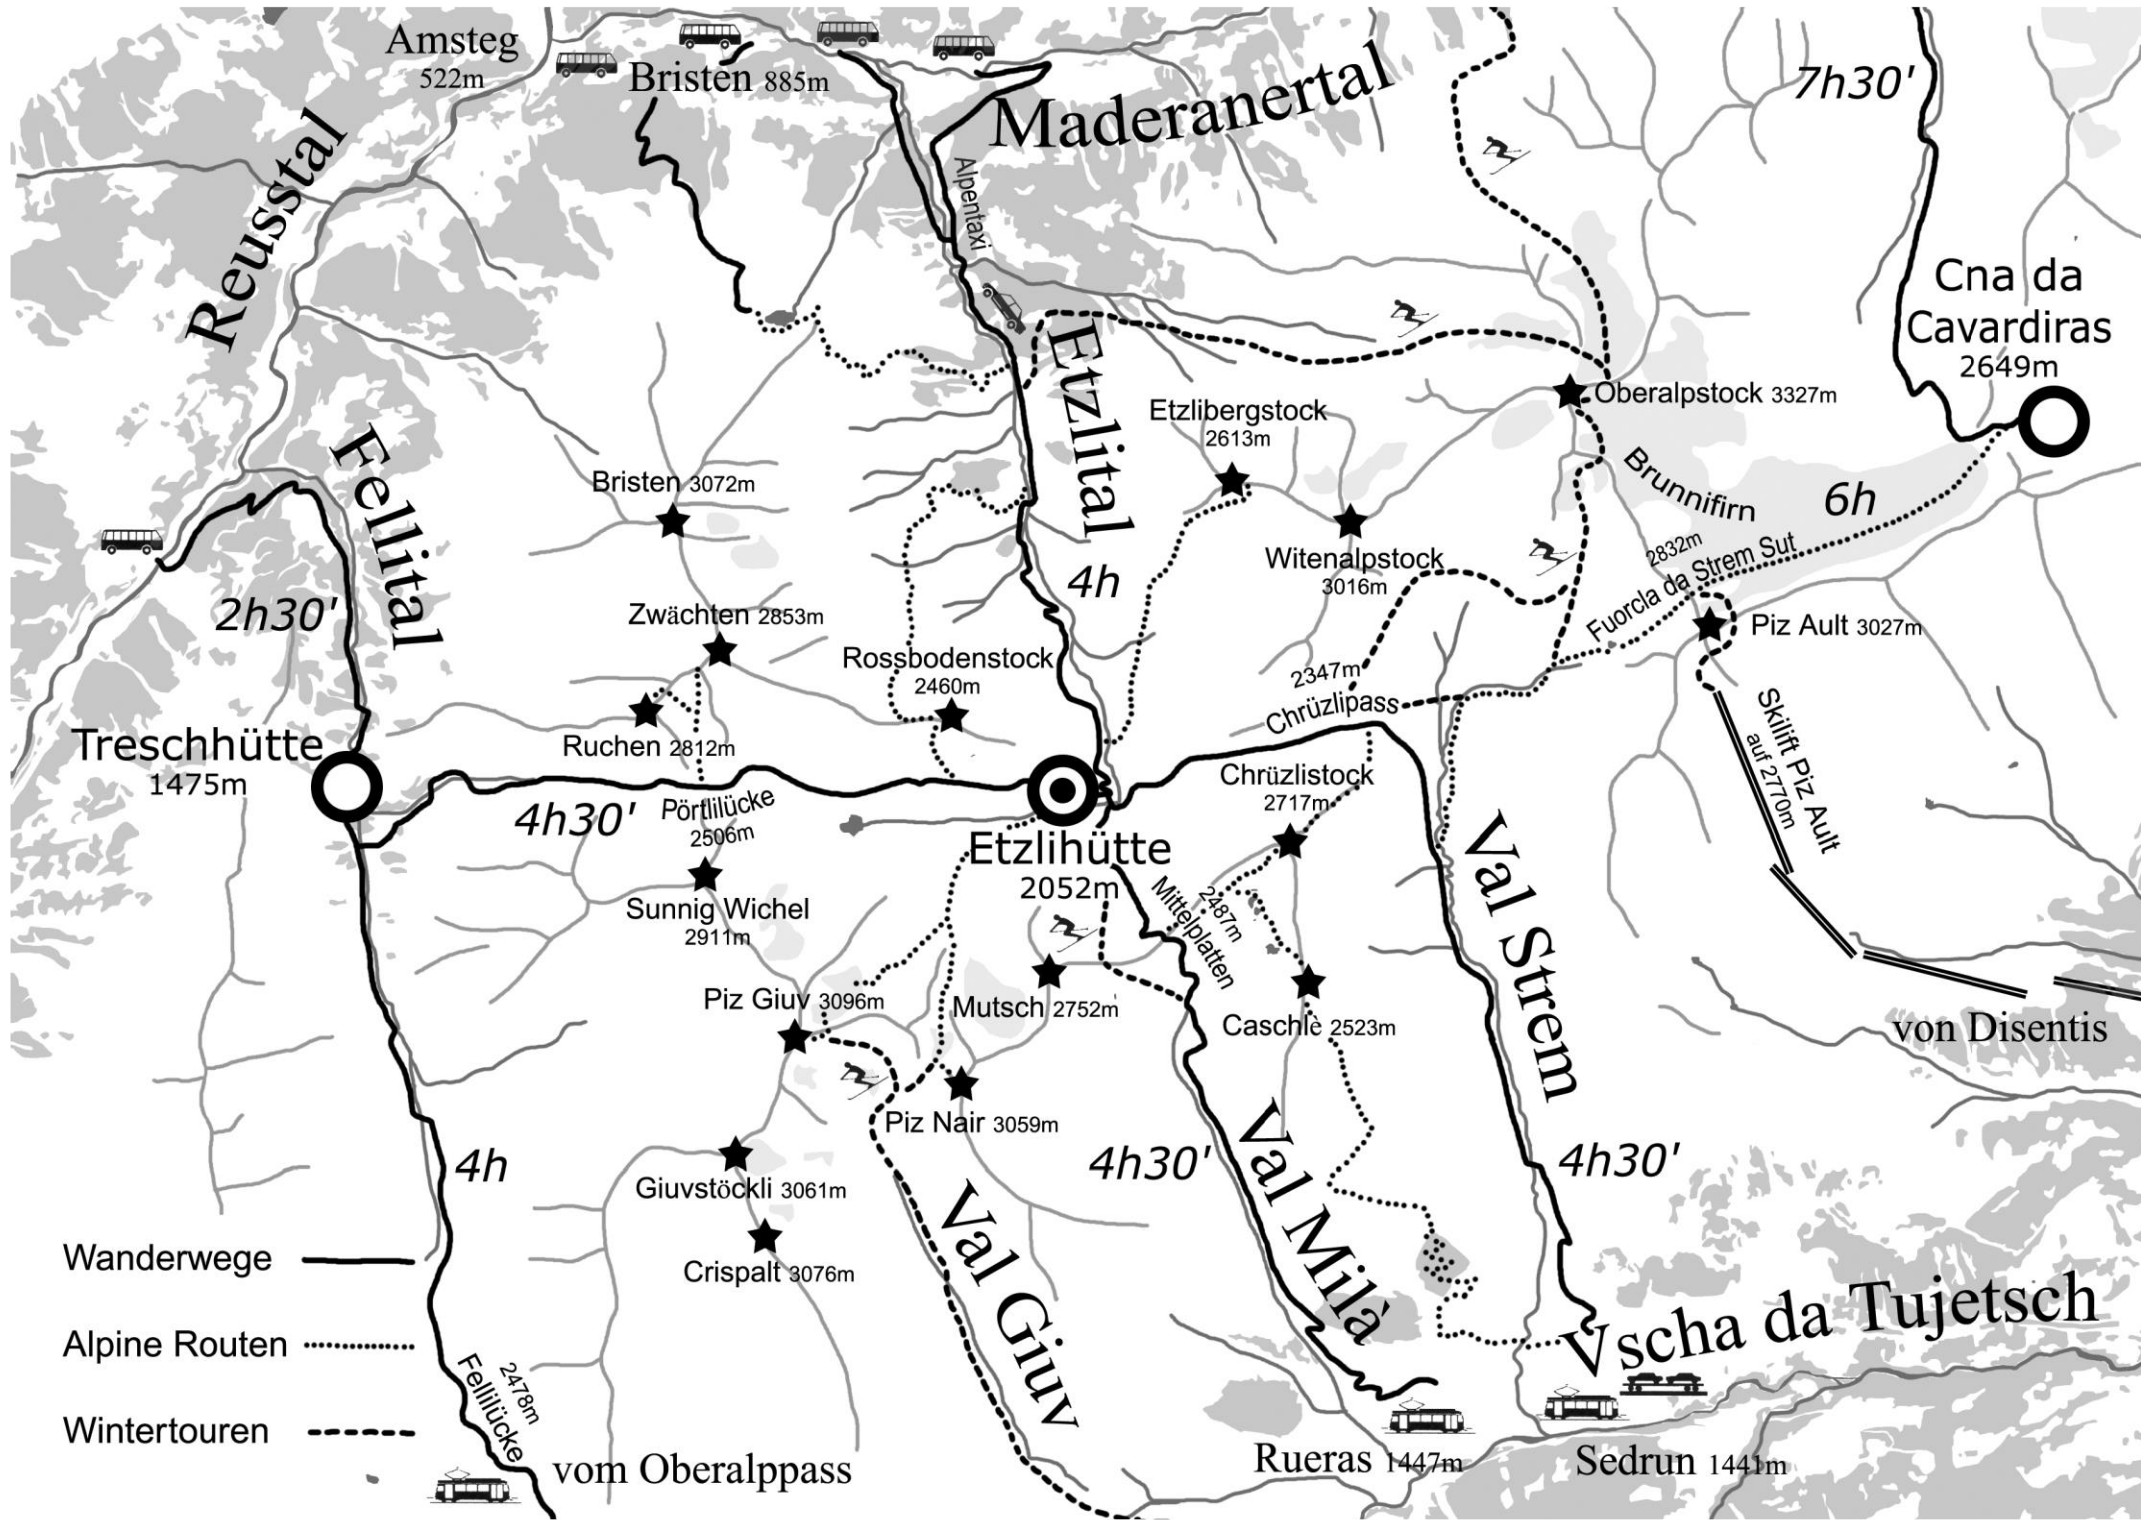 Amsteg
522m
Bristen 885m
Maderanertal
7h30'
Reusstal
Alpentaxi
Cna da
Cavardiras
2649m
Etzlital
Oberalpstock 3327m
Etzlibergstock
2613m
Fellital
Bristen 3072m
Brunnifirn
6h
Witenalpstock
3016m
2832m
Fuorcla da Strem Sut
4h
2h30'
Zwächten 2853m
Piz Ault 3027m
Rossbodenstock
2460m
2347m
Chrüzlipass
Skilift Piz Ault
auf 2770m
Treschhütte
1475m
Ruchen 2812m
Chrüzlistock
2717m
4h30'
Pörtlilücke
2506m
Etzlihütte
2052m
Val Strem
Mittelplatten
2487m
Sunnig Wichel
2911m
Piz Giuv 3096m
Mutsch 2752m
Caschlè 2523m
von Disentis
Piz Nair 3059m
4h
4h30'
Val Milà
4h30'
Giuvstöckli 3061m
Val Giuv
Crispalt 3076m
Wanderwege
Alpine Routen
Wintertouren
Vscha da Tujetsch
2478m
Fellilücke
vom Oberalppass
Rueras 1447m
Sedrun 1441m